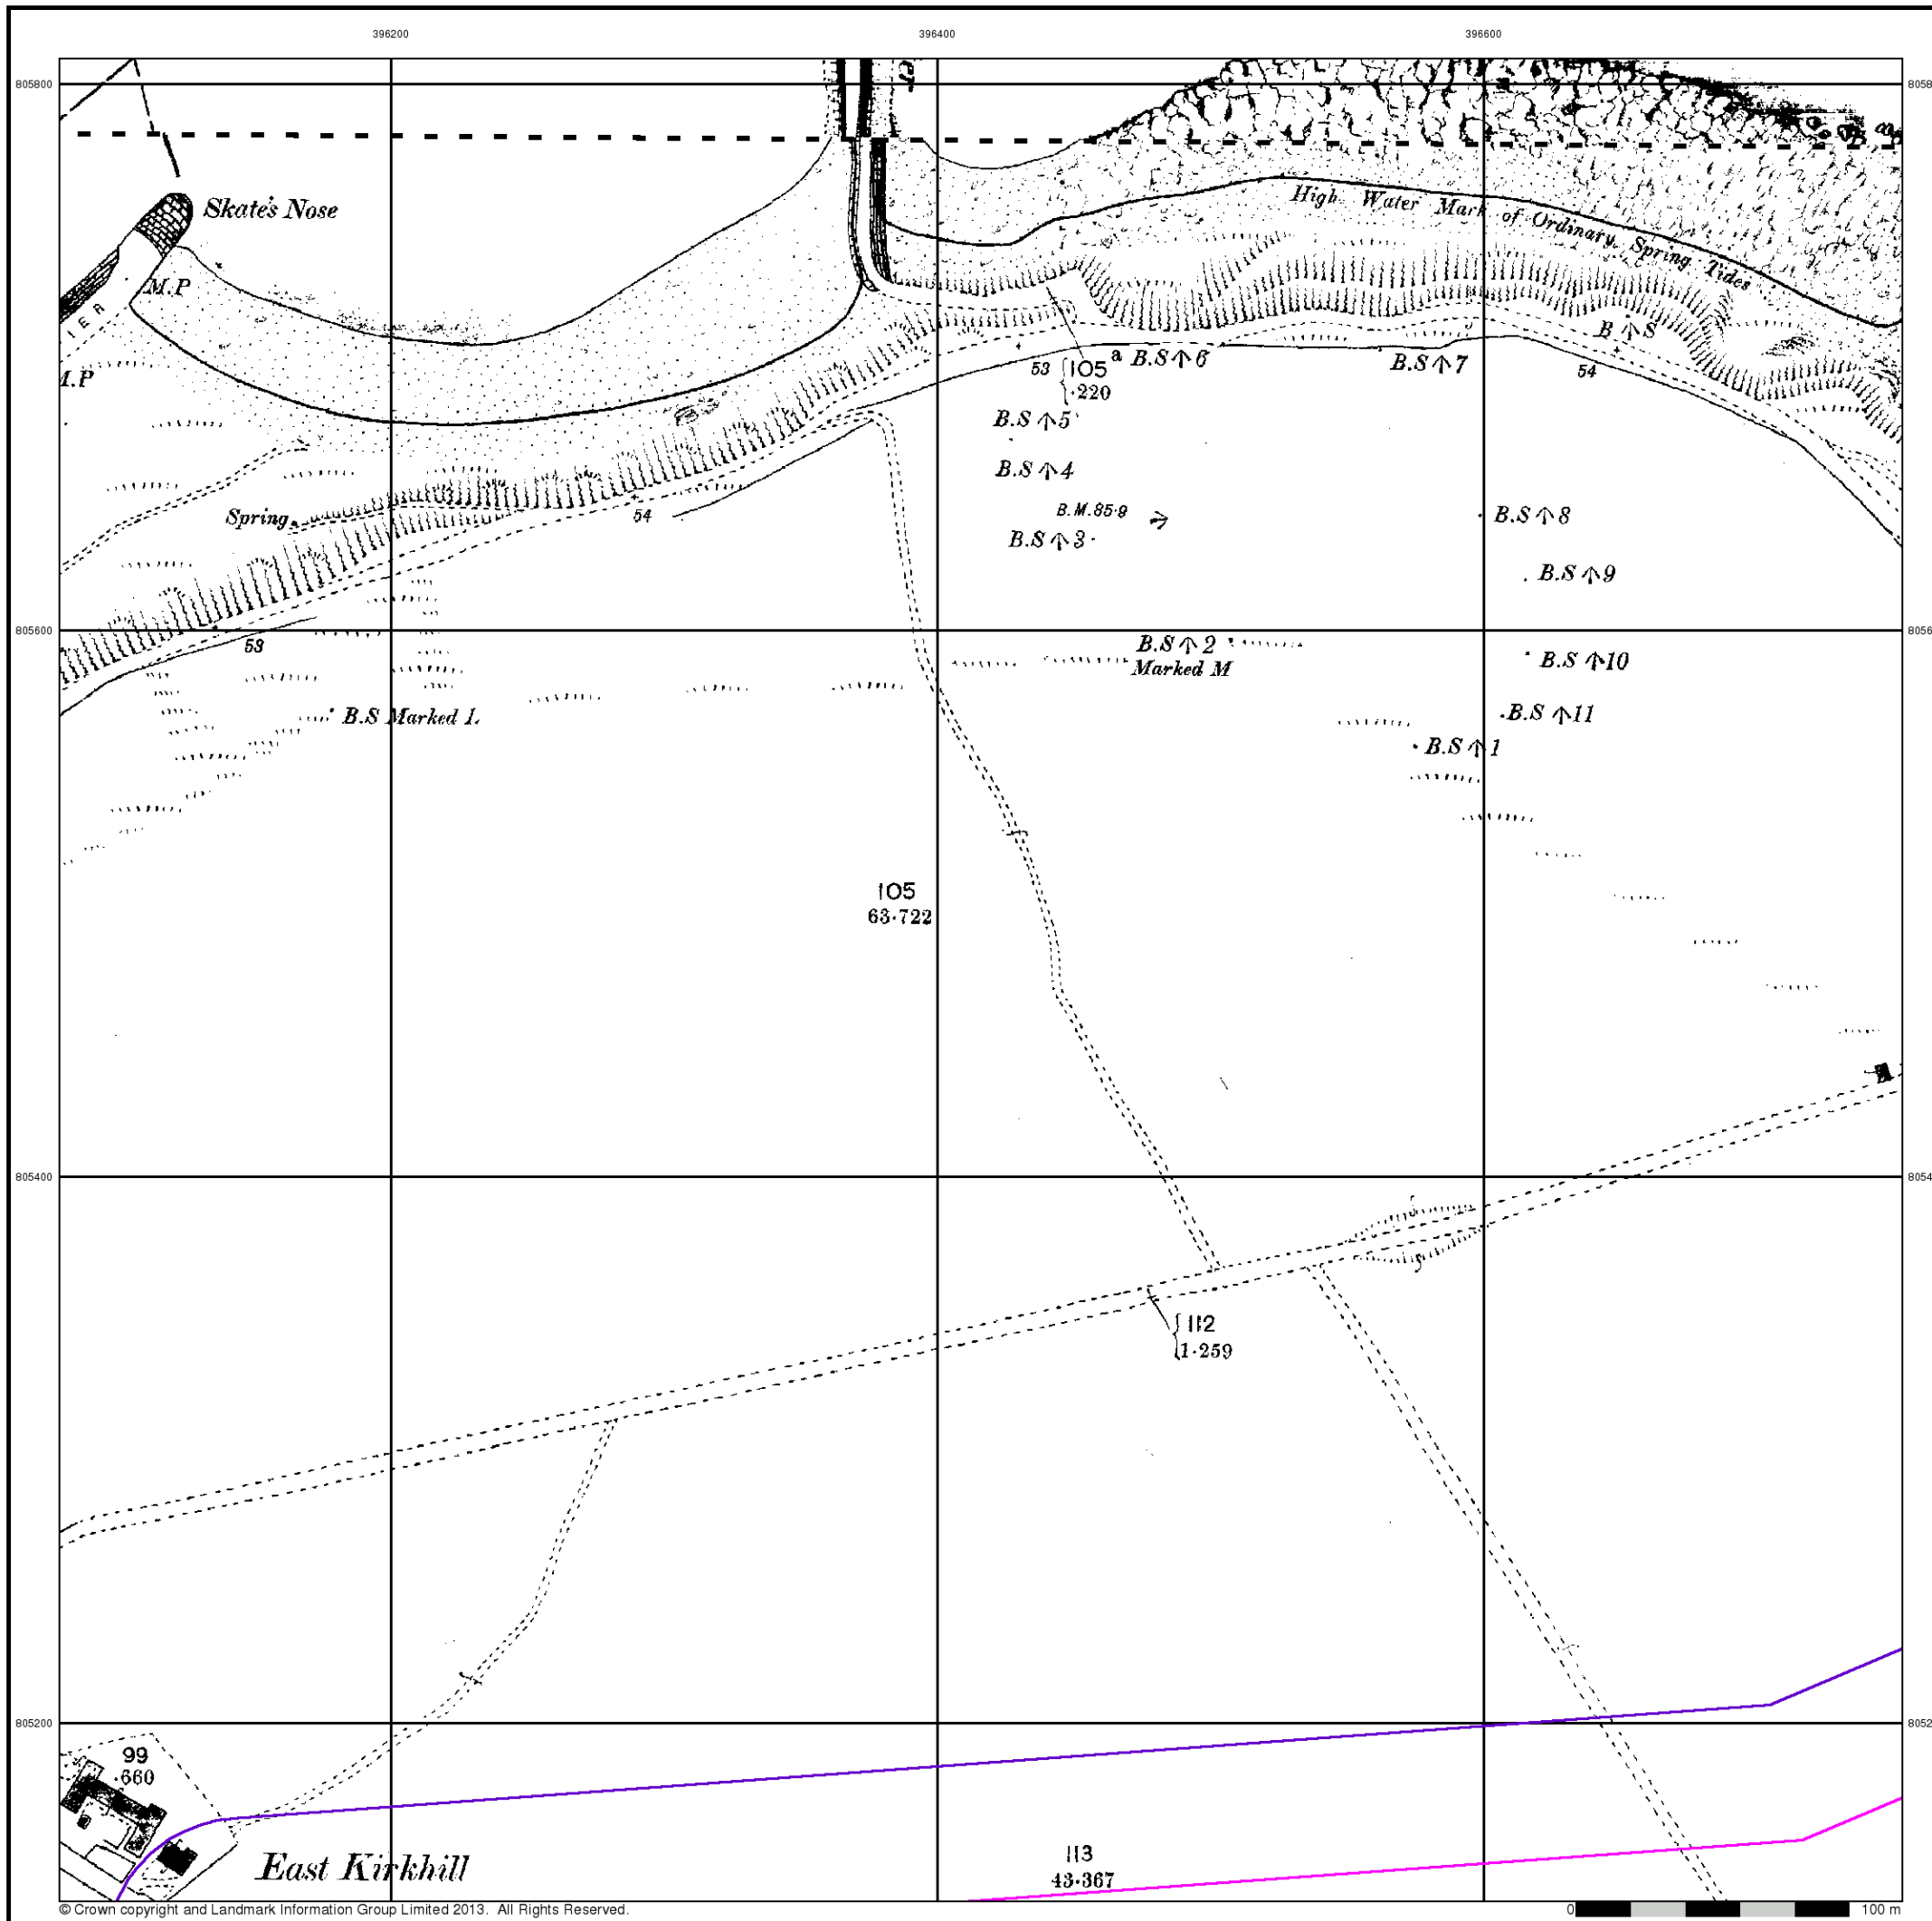 396200
396400
396600
805800
Skate's Nose
High Water Mark of Ordinary Spring Tides
M.P
IER
B ↑ S
53
105
.220
a B.S↑6
B.S↑7
54
M.P
B.S↑5
B.S↑4
Spring
54
B.M.85·9
B.S↑8
B.S↑3
B.S↑9
805600
53
B.S↑2
Marked M
B.S↑10
B.S Marked L
B.S↑11
B.S↑1
105
63·722
805400
112
1·259
805200
99
.660
East Kirkhill
113
43·367
© Crown copyright and Landmark Information Group Limited 2013. All Rights Reserved.
0
100 m